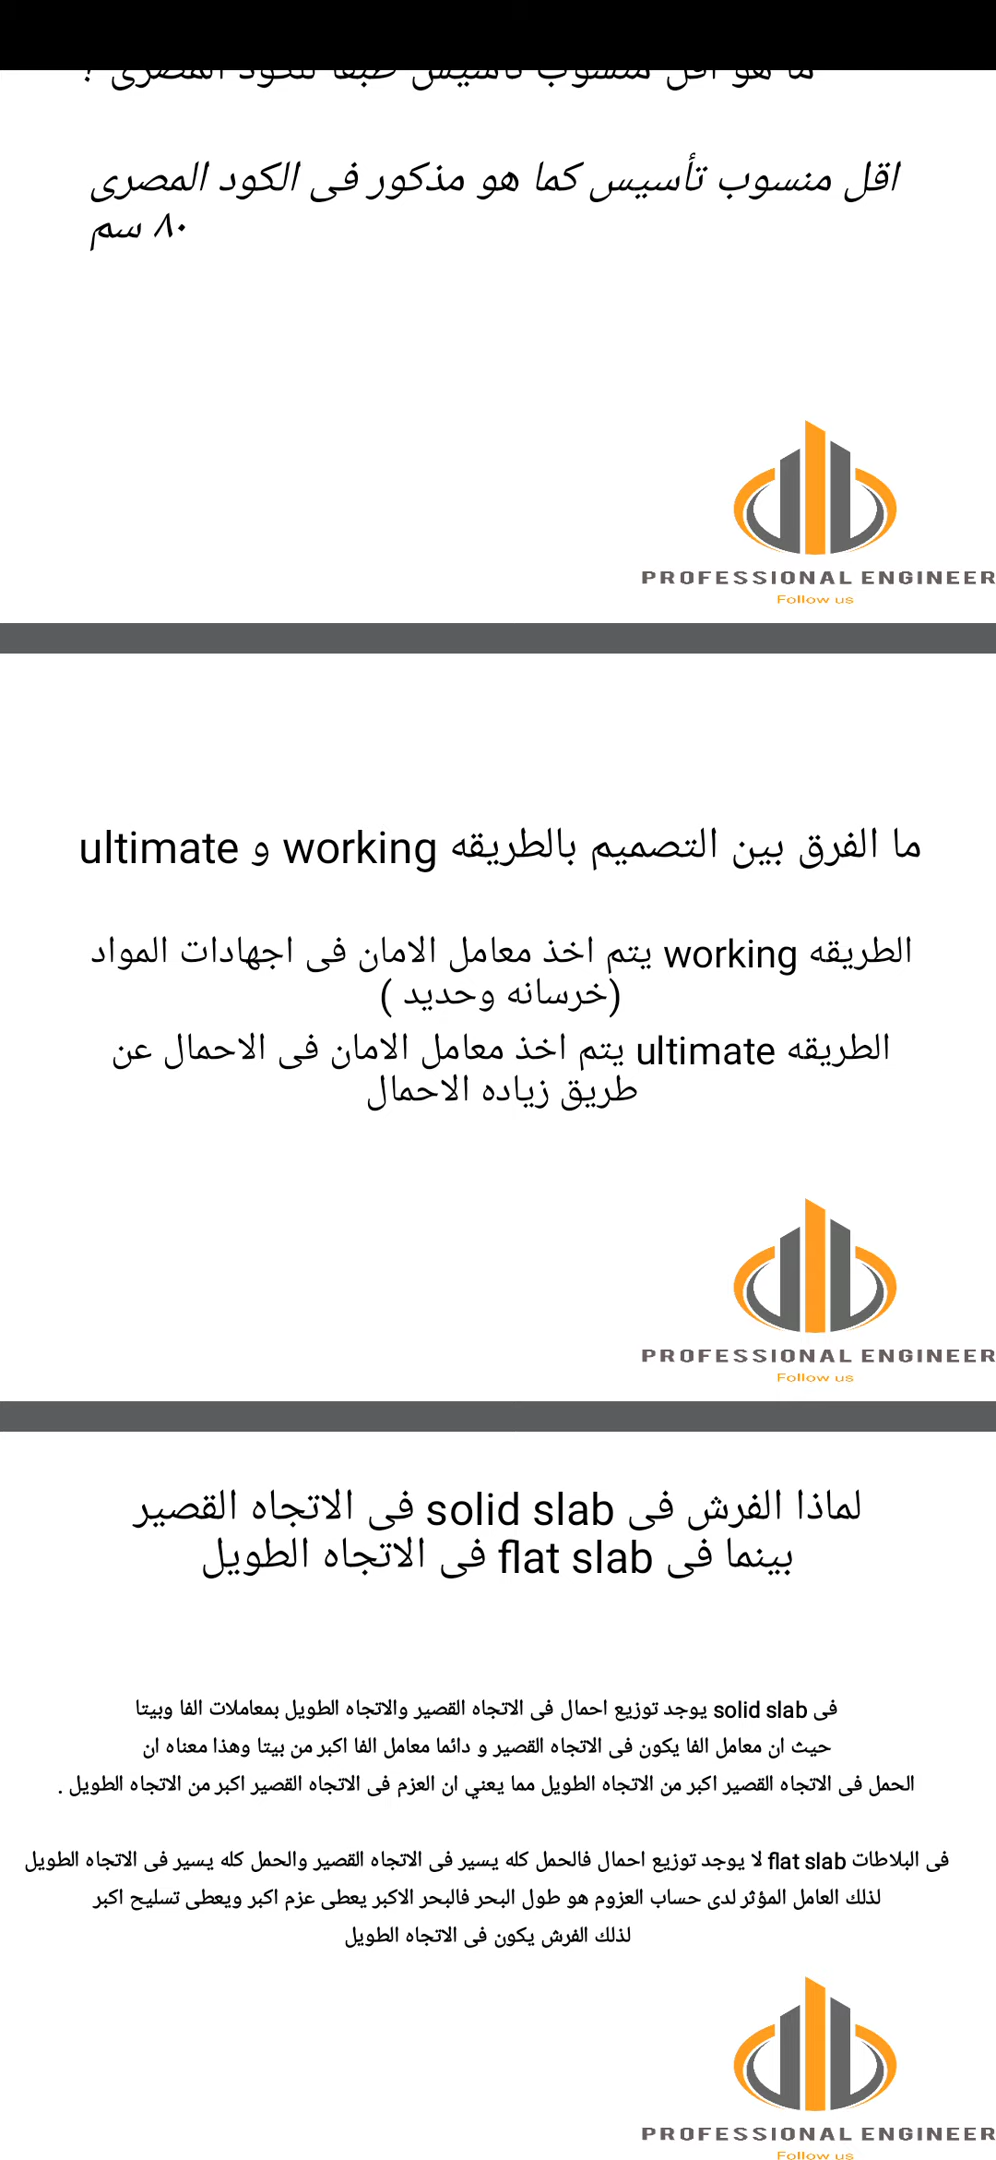 ما هو اقل منسوب تأسيس طبقا للكود المصرى ؟
اقل منسوب تأسيس كما هو مذكور فى الكود المصرى
٨٠ سم
PROFESSIONAL ENGINEER
Follow us
ما الفرق بين التصميم بالطريقه working و ultimate
الطريقه working يتم اخذ معامل الامان فى اجهادات المواد
(خرسانه وحديد )
الطريقه ultimate يتم اخذ معامل الامان فى الاحمال عن
طريق زياده الاحمال
PROFESSIONAL ENGINEER
Follow us
لماذا الفرش فى solid slab فى الاتجاه القصير
بينما فى flat slab فى الاتجاه الطويل
فى solid slab يوجد توزيع احمال فى الاتجاه القصير والاتجاه الطويل بمعاملات الفا وبيتا
حيث ان معامل الفا يكون فى الاتجاه القصير و دائما معامل الفا اكبر من بيتا وهذا معناه ان
الحمل فى الاتجاه القصير اكبر من الاتجاه الطويل مما يعني ان العزم فى الاتجاه القصير اكبر من الاتجاه الطويل .
فى البلاطات flat slab لا يوجد توزيع احمال فالحمل كله يسير فى الاتجاه القصير والحمل كله يسير فى الاتجاه الطويل
لذلك العامل المؤثر لدى حساب العزوم هو طول البحر فالبحر الاكبر يعطى عزم اكبر ويعطى تسليح اكبر
لذلك الفرش يكون فى الاتجاه الطويل
PROFESSIONAL ENGINEER
Follow us